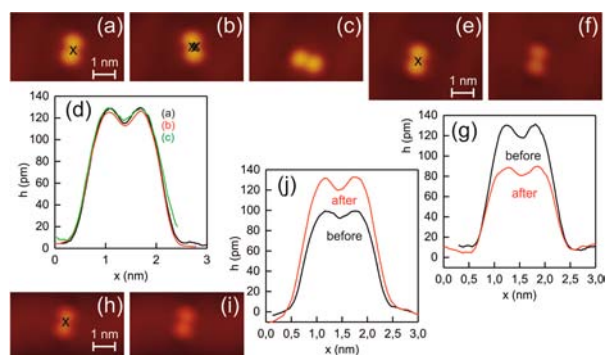 (a)
X
1 nm
(b)
(c)
(e)
X
1 nm
(f)
(d)
140
120
100
80
60
40
20
0
h (pm)
(a)
(b)
(c)
0 1 2 3
x (nm)
(j)
140
120
100
80
60
40
20
0
h (pm)
after
before
0,0 0,5 1,0 1,5 2,0 2,5 3,0
x (nm)
(g)
140
120
100
80
60
40
20
0
h (pm)
before
after
0,0 0,5 1,0 1,5 2,0 2,5 3,0
x (nm)
(h)
X
1 nm
(i)